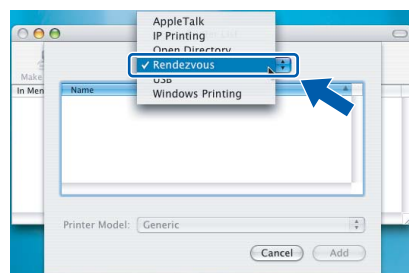 AppleTalk
IP Printing
Open Directory
✓ Rendezvous
USB
Windows Printing
Make
In Men
Name
Printer Model: Generic
Cancel Add